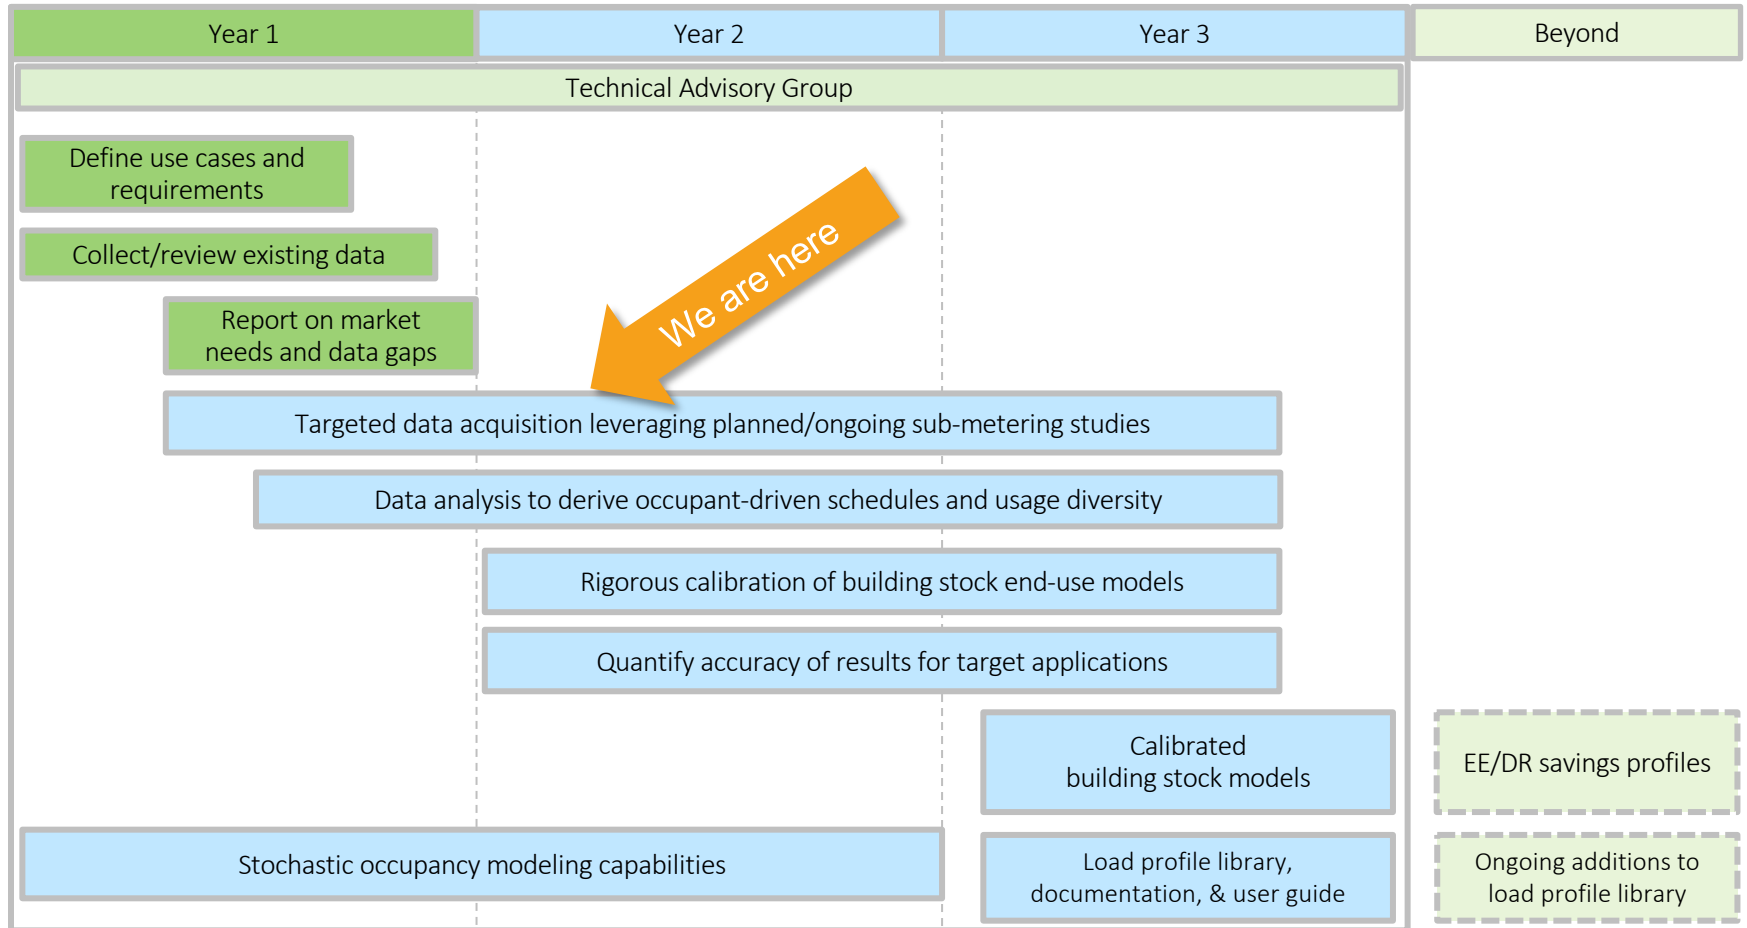 Year 1
Year 2
Year 3
Beyond
Technical Advisory Group
Define use cases and
requirements
Collect/review existing data
We are here
Report on market
needs and data gaps
Targeted data acquisition leveraging planned/ongoing sub-metering studies
Data analysis to derive occupant-driven schedules and usage diversity
Rigorous calibration of building stock end-use models
Quantify accuracy of results for target applications
Calibrated
building stock models
EE/DR savings profiles
Stochastic occupancy modeling capabilities
Load profile library,
documentation, & user guide
Ongoing additions to
load profile library